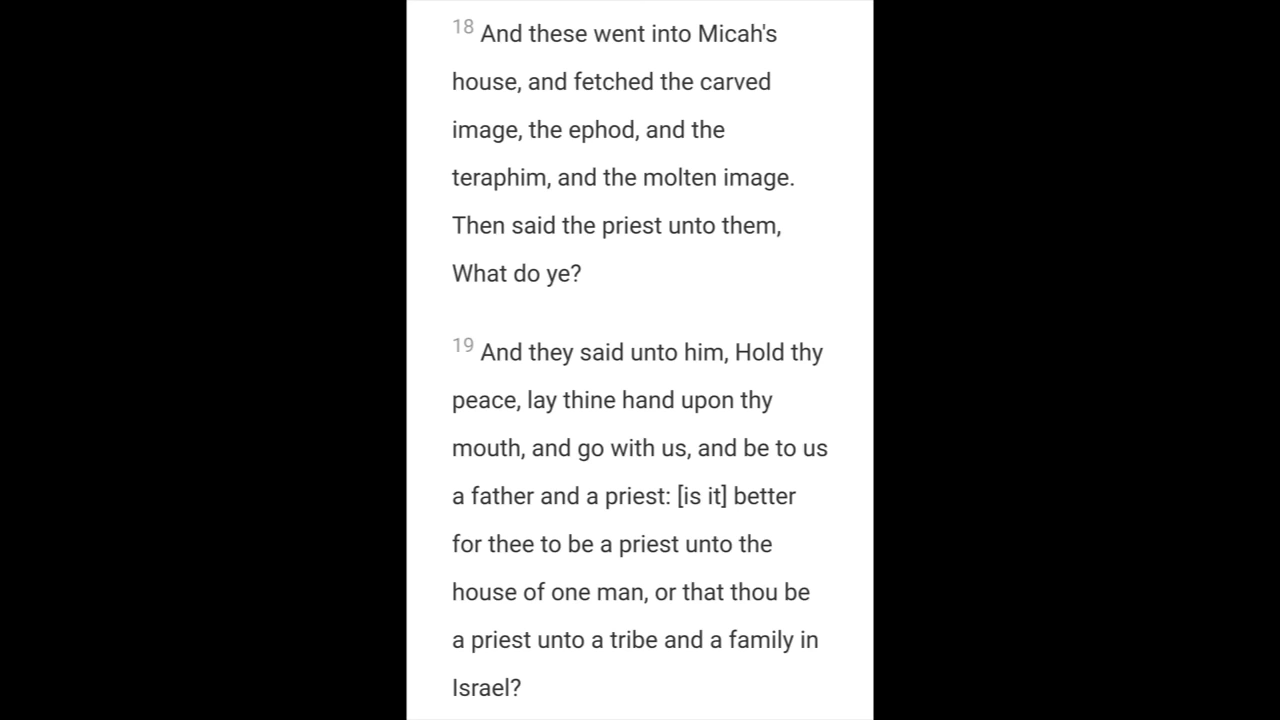 18 And these went into Micah's
house, and fetched the carved
image, the ephod, and the
teraphim, and the molten image.
Then said the priest unto them,
What do ye?
19 And they said unto him, Hold thy
peace, lay thine hand upon thy
mouth, and go with us, and be to us
a father and a priest: [is it] better
for thee to be a priest unto the
house of one man, or that thou be
a priest unto a tribe and a family in
Israel?